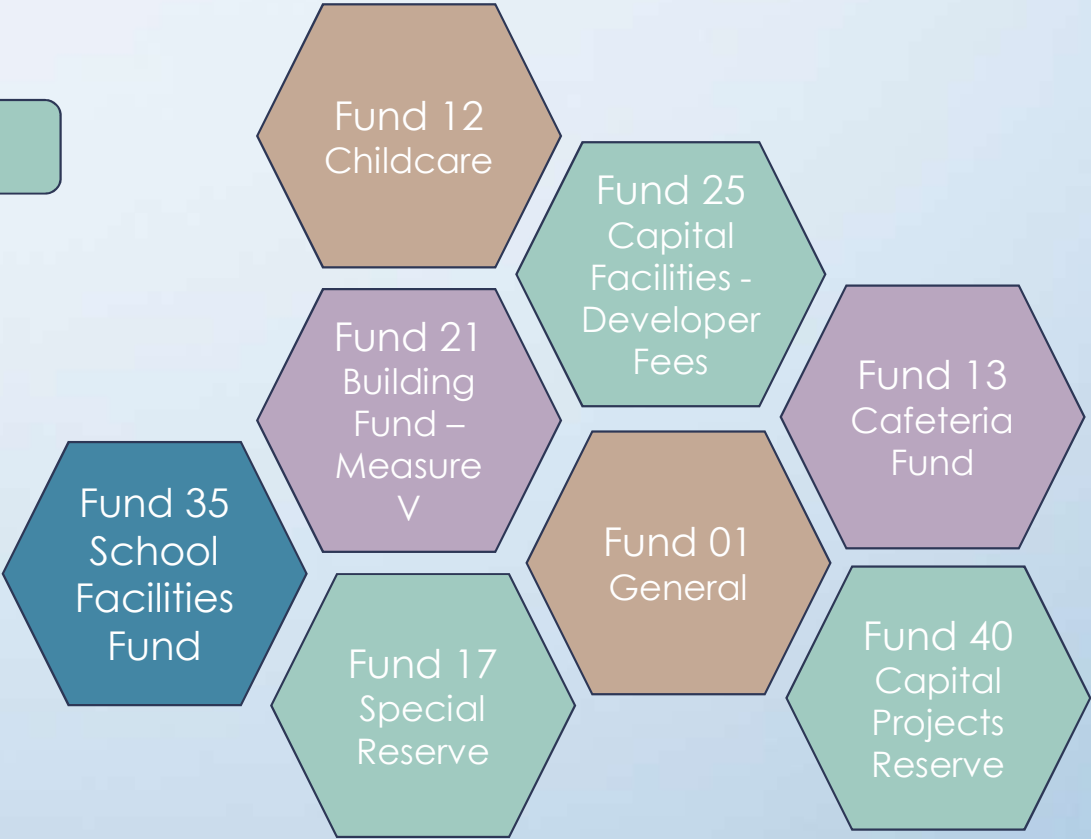 Fund 12
Childcare
Fund 25
Capital
Facilities -
Developer
Fees
Fund 21
Building
Fund –
Measure
V
Fund 13
Cafeteria
Fund
Fund 35
School
Facilities
Fund
Fund 01
General
Fund 17
Special
Reserve
Fund 40
Capital
Projects
Reserve